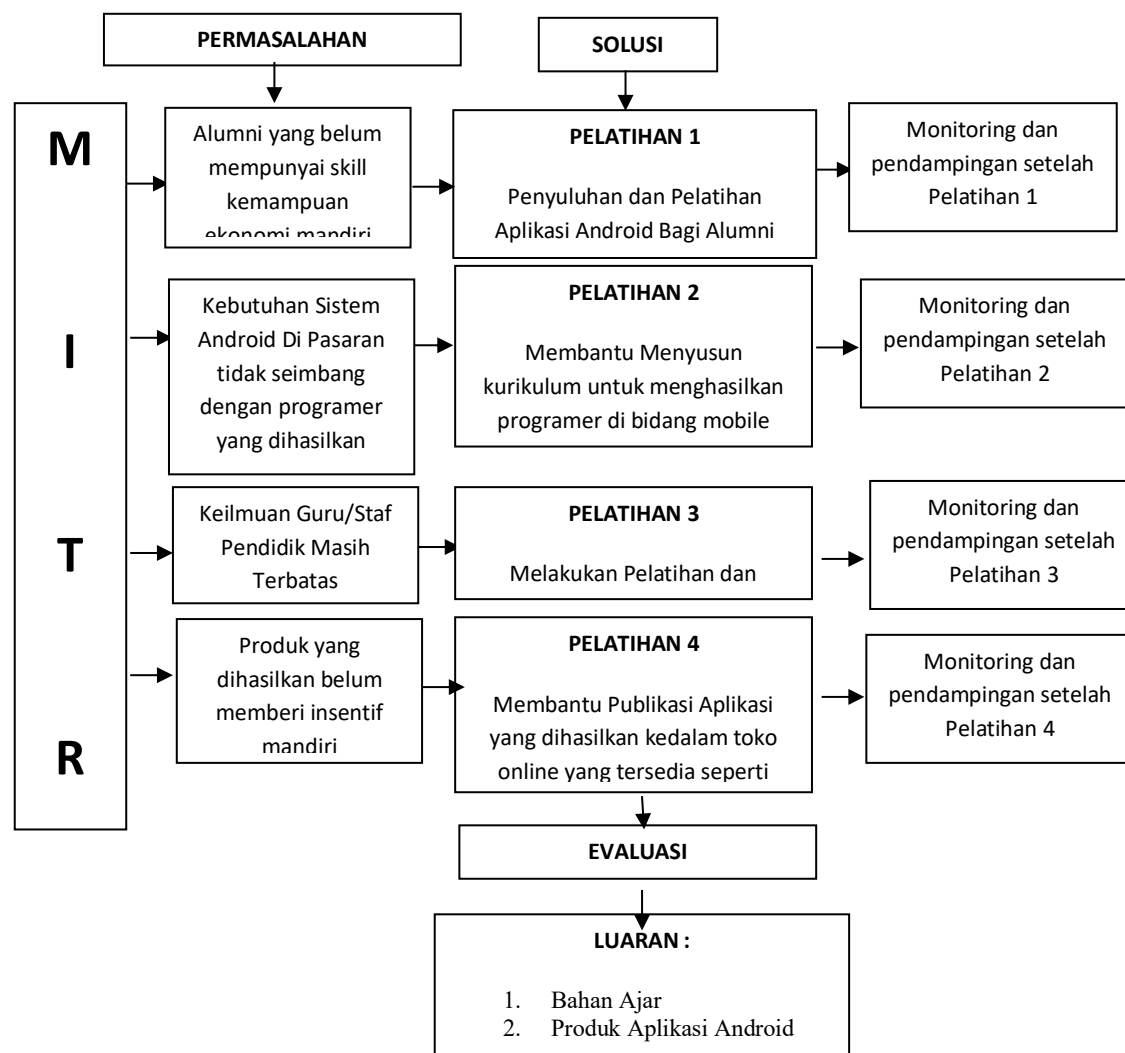 PERMASALAHAN
SOLUSI
M
I
T
R
Alumni yang belum
mempunyai skill
kemampuan
ekonomi mandiri
PELATIHAN 1
Penyuluhan dan Pelatihan
Aplikasi Android Bagi Alumni
Monitoring dan
pendampingan setelah
Pelatihan 1
Kebutuhan Sistem
Android Di Pasaran
tidak seimbang
dengan programer
yang dihasilkan
PELATIHAN 2
Membantu Menyusun
kurikulum untuk menghasilkan
programer di bidang mobile
Monitoring dan
pendampingan setelah
Pelatihan 2
Keilmuan Guru/Staf
Pendidik Masih
Terbatas
PELATIHAN 3
Melakukan Pelatihan dan
Monitoring dan
pendampingan setelah
Pelatihan 3
Produk yang
dihasilkan belum
memberi insentif
mandiri
PELATIHAN 4
Membantu Publikasi Aplikasi
yang dihasilkan kedalam toko
online yang tersedia seperti
Monitoring dan
pendampingan setelah
Pelatihan 4
EVALUASI
LUARAN :
1. Bahan Ajar
2. Produk Aplikasi Android